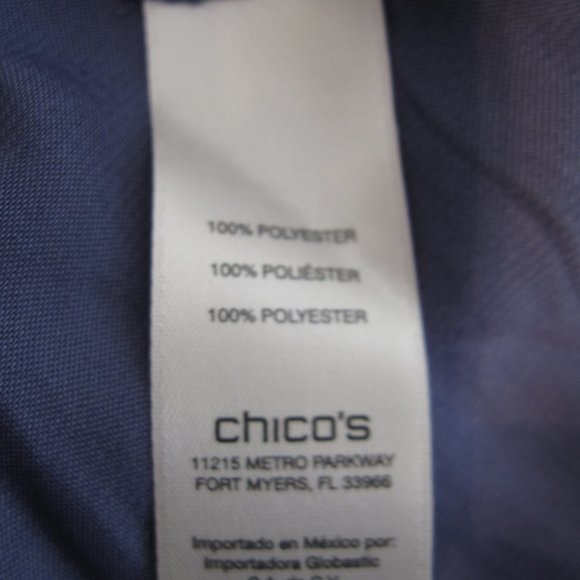 100% POLYESTER
100% POLIÉSTER
100% POLYESTER
chico's
11215 METRO PARKWAY
FORT MYERS, FL 33966
Importado en México por:
Importadora Globastic